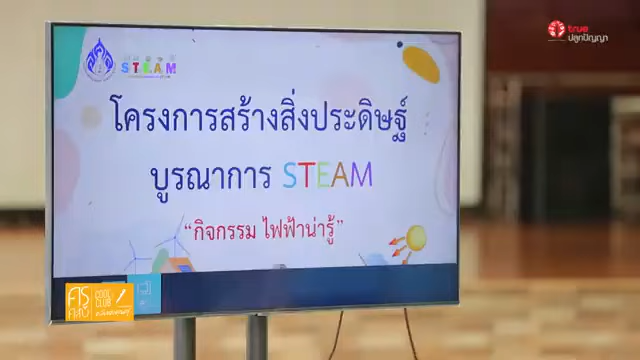 true
ปลูกปัญญา
STEAM
โครงการสร้างสิ่งประดิษฐ์
บูรณาการ STEAM
“กิจกรรม ไฟฟ้าน่ารู้”
COOL
CLUB